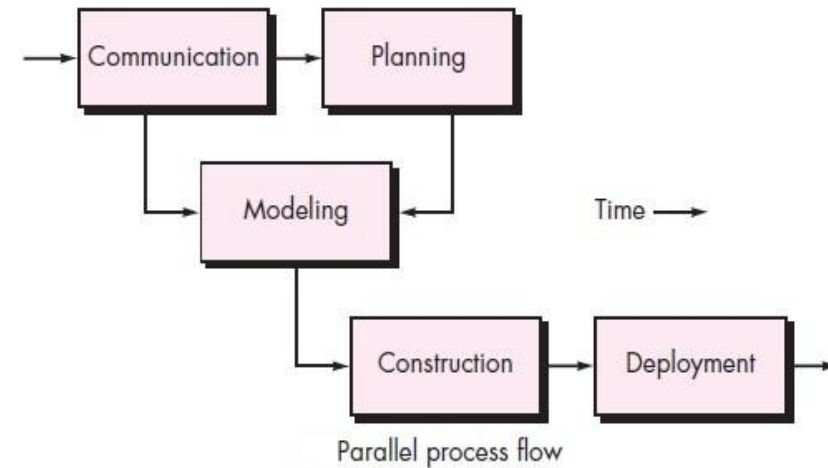 Communication
Planning
Modeling
Time
Construction
Deployment
Parallel process flow